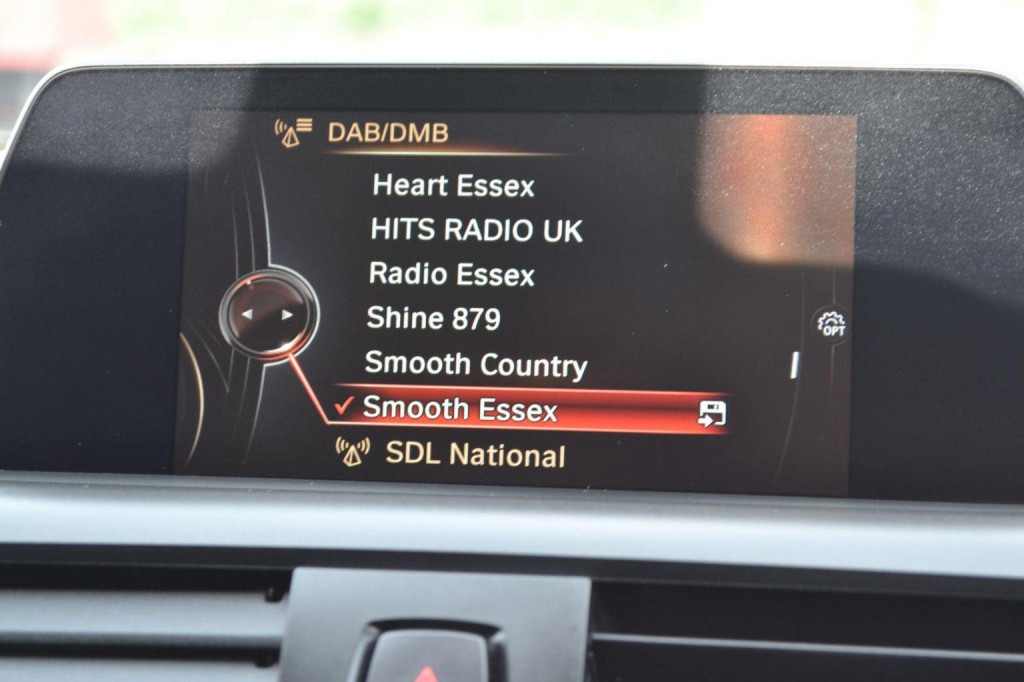 DAB/DMB
Heart Essex
HITS RADIO UK
Radio Essex
Shine 879
OPT
Smooth Country
Smooth Essex
SDL National